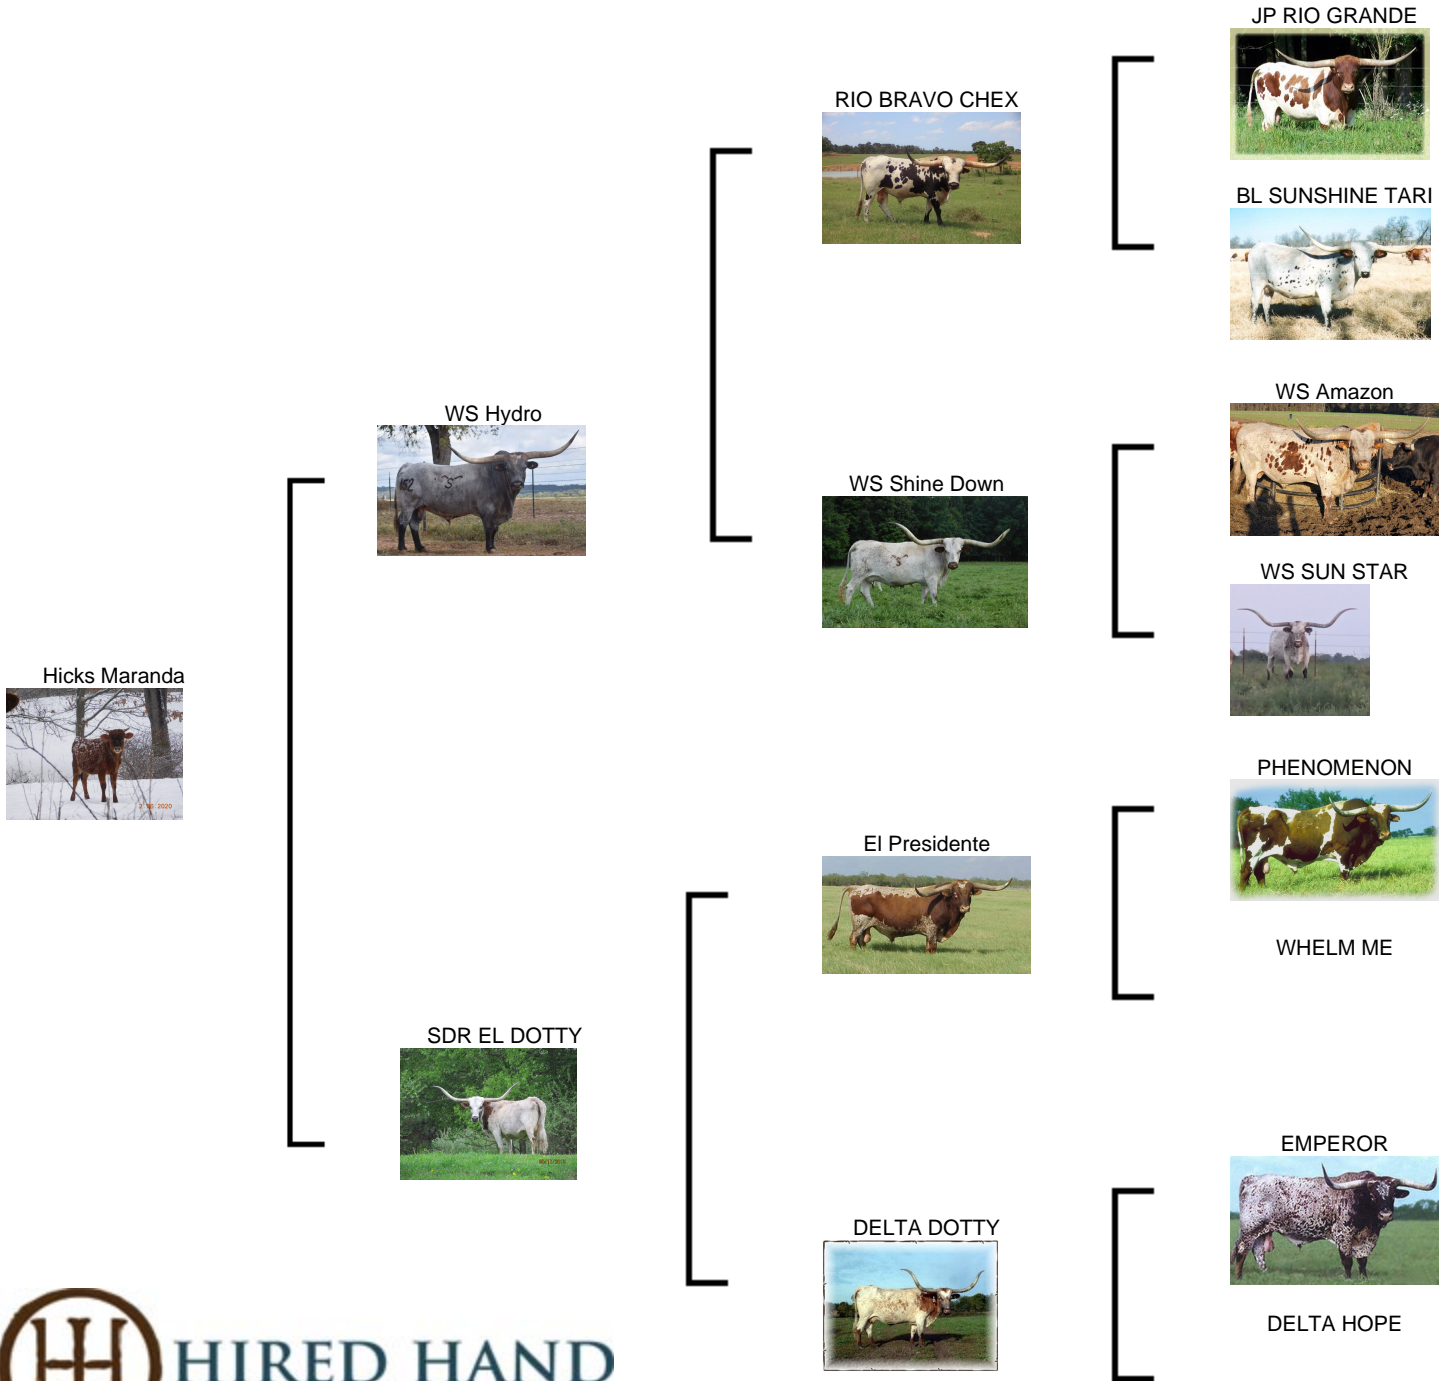 JP RIO GRANDE
RIO BRAVO CHEX
BL SUNSHINE TARI
WS Amazon
WS Hydro
WS Shine Down
WS SUN STAR
Hicks Maranda
PHENOMENON
El Presidente
WHELM ME
SDR EL DOTTY
EMPEROR
DELTA DOTTY
DELTA HOPE
HIRED HAND